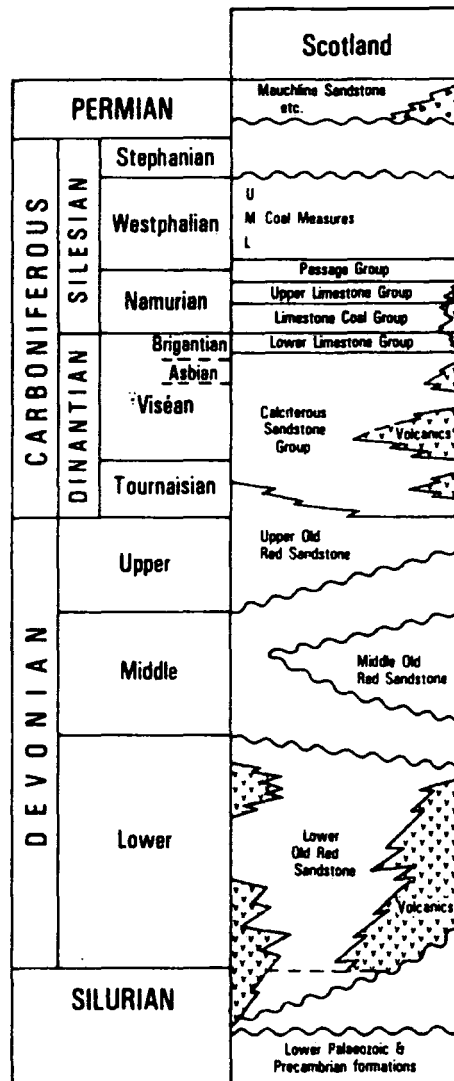 Scotland
PERMIAN
Mauchline Sandstone
etc.
CARBONIFEROUS
SILESIAN
Stephanian
Westphalian
U
M Coal Measures
L
Passage Group
Namurian
Upper Limestone Group
Limestone Coal Group
DINANTIAN
Brigantian
Lower Limestone Group
Asbian
Viséan
Calciferous
Sandstone
Group
Volcanics
Tournaisian
DEVONIAN
Upper
Upper Old
Red Sandstone
Middle
Middle Old
Red Sandstone
Lower
Lower
Old Red
Sandstone
Volcanics
SILURIAN
Lower Palaeozoic &
Precambrian formations